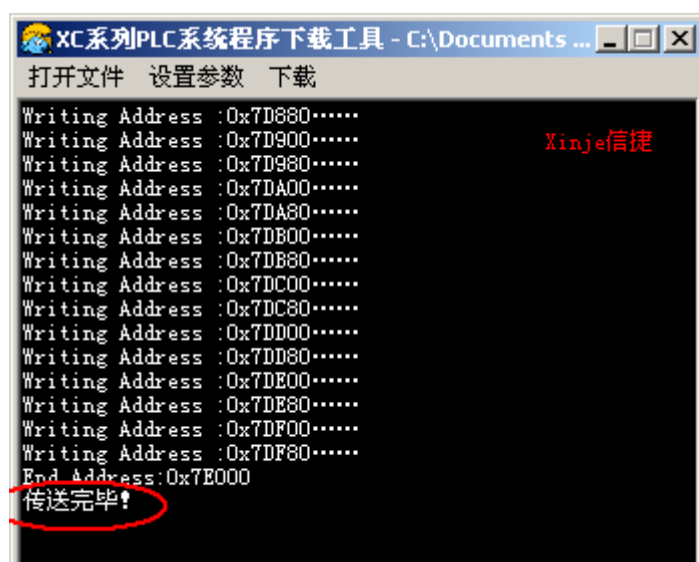 XC系列PLC系统程序下载工具 - C:\Documents ...
打开文件 设置参数 下载
Writing Address :0x7D880······
Writing Address :0x7D900······
Xinje信捷
Writing Address :0x7D980······
Writing Address :0x7DA00······
Writing Address :0x7DA80······
Writing Address :0x7DB00······
Writing Address :0x7DB80······
Writing Address :0x7DC00······
Writing Address :0x7DC80······
Writing Address :0x7DD00······
Writing Address :0x7DD80······
Writing Address :0x7DE00······
Writing Address :0x7DE80······
Writing Address :0x7DF00······
Writing Address :0x7DF80······
End Address:0x7E000
传送完毕!